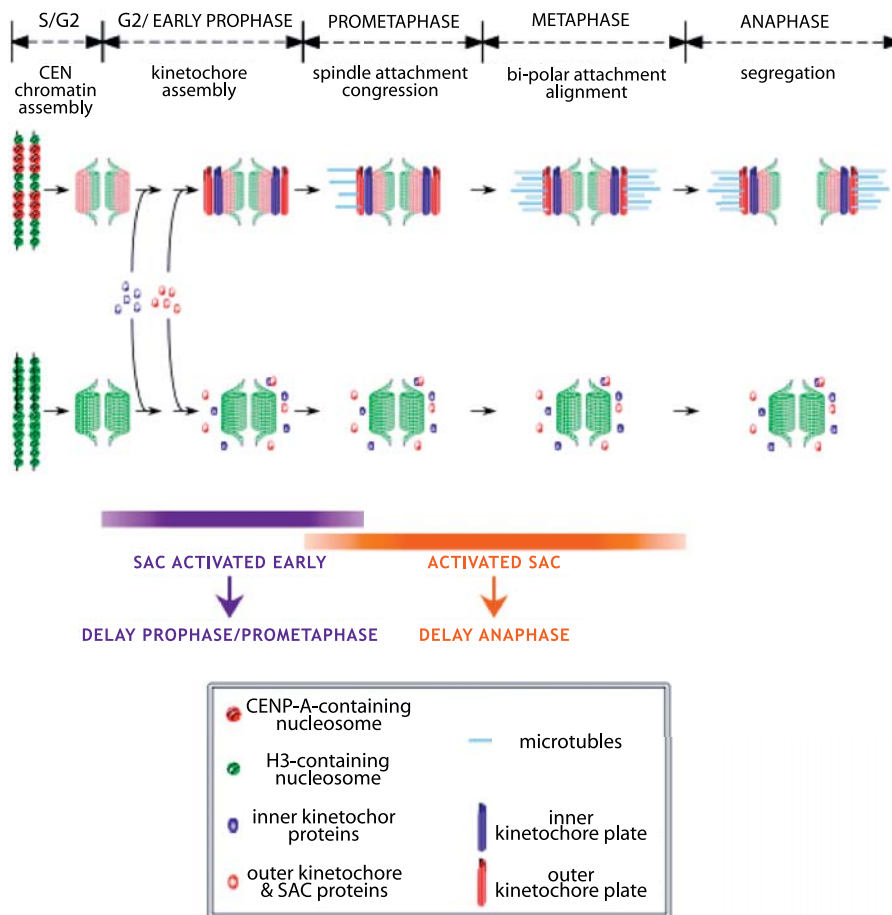 S/G2
G2/ EARLY PROPHASE
PROMETAPHASE
METAPHASE
ANAPHASE
CEN
chromatin
assembly
kinetochore
assembly
spindle attachment
congression
bi-polar attachment
alignment
segregation
SAC ACTIVATED EARLY
ACTIVATED SAC
DELAY PROPHASE/PROMETAPHASE
DELAY ANAPHASE
CENP-A-containing
nucleosome
H3-containing
nucleosome
inner kinetochor
proteins
outer kinetochore
& SAC proteins
microtubles
inner
kinetochore plate
outer
kinetochore plate